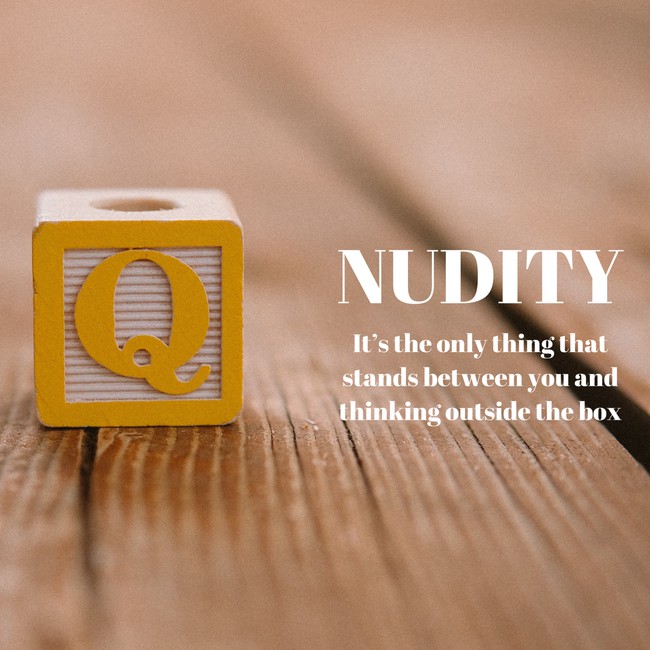 Q
NUDITY
It's the only thing that
stands between you and
thinking outside the box